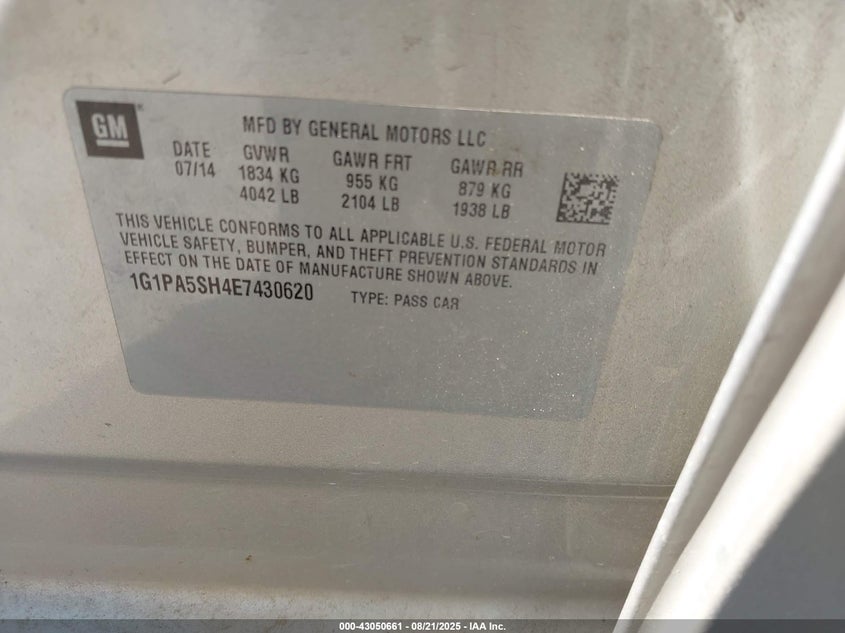 GM ®
MFD BY GENERAL MOTORS LLC
DATE GVWR GAWR FRT GAWR RR
07/14 1834 KG 955 KG 879 KG
4042 LB 2104 LB 1938 LB
THIS VEHICLE CONFORMS TO ALL APPLICABLE U.S. FEDERAL MOTOR
VEHICLE SAFETY, BUMPER, AND THEFT PREVENTION STANDARDS IN
EFFECT ON THE DATE OF MANUFACTURE SHOWN ABOVE.
1G1PA5SH4E7430620 TYPE: PASS CAR
000-43050661 - 08/21/2025 - IAA Inc.